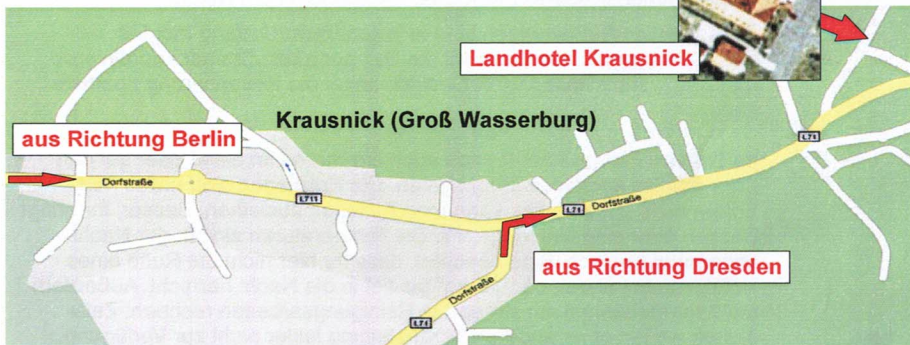 Landhotel Krausnick
Krausnick (Groß Wasserburg)
aus Richtung Berlin
L71
Dorfstraße
L711
L71
Dorfstraße
aus Richtung Dresden
Dorfstraße
L71